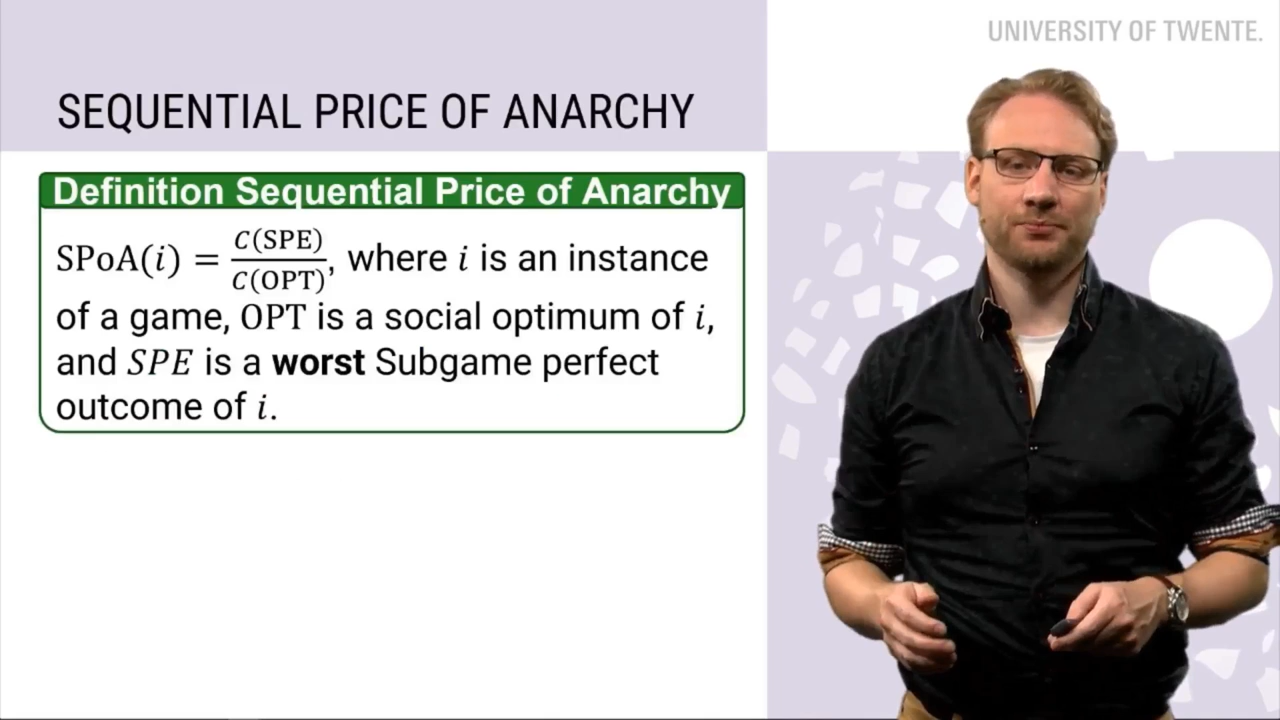 UNIVERSITY OF TWENTE.
SEQUENTIAL PRICE OF ANARCHY
Definition Sequential Price of Anarchy
SPoA(i) = C(SPE) / C(OPT), where i is an instance
of a game, OPT is a social optimum of i,
and SPE is a worst Subgame perfect
outcome of i.